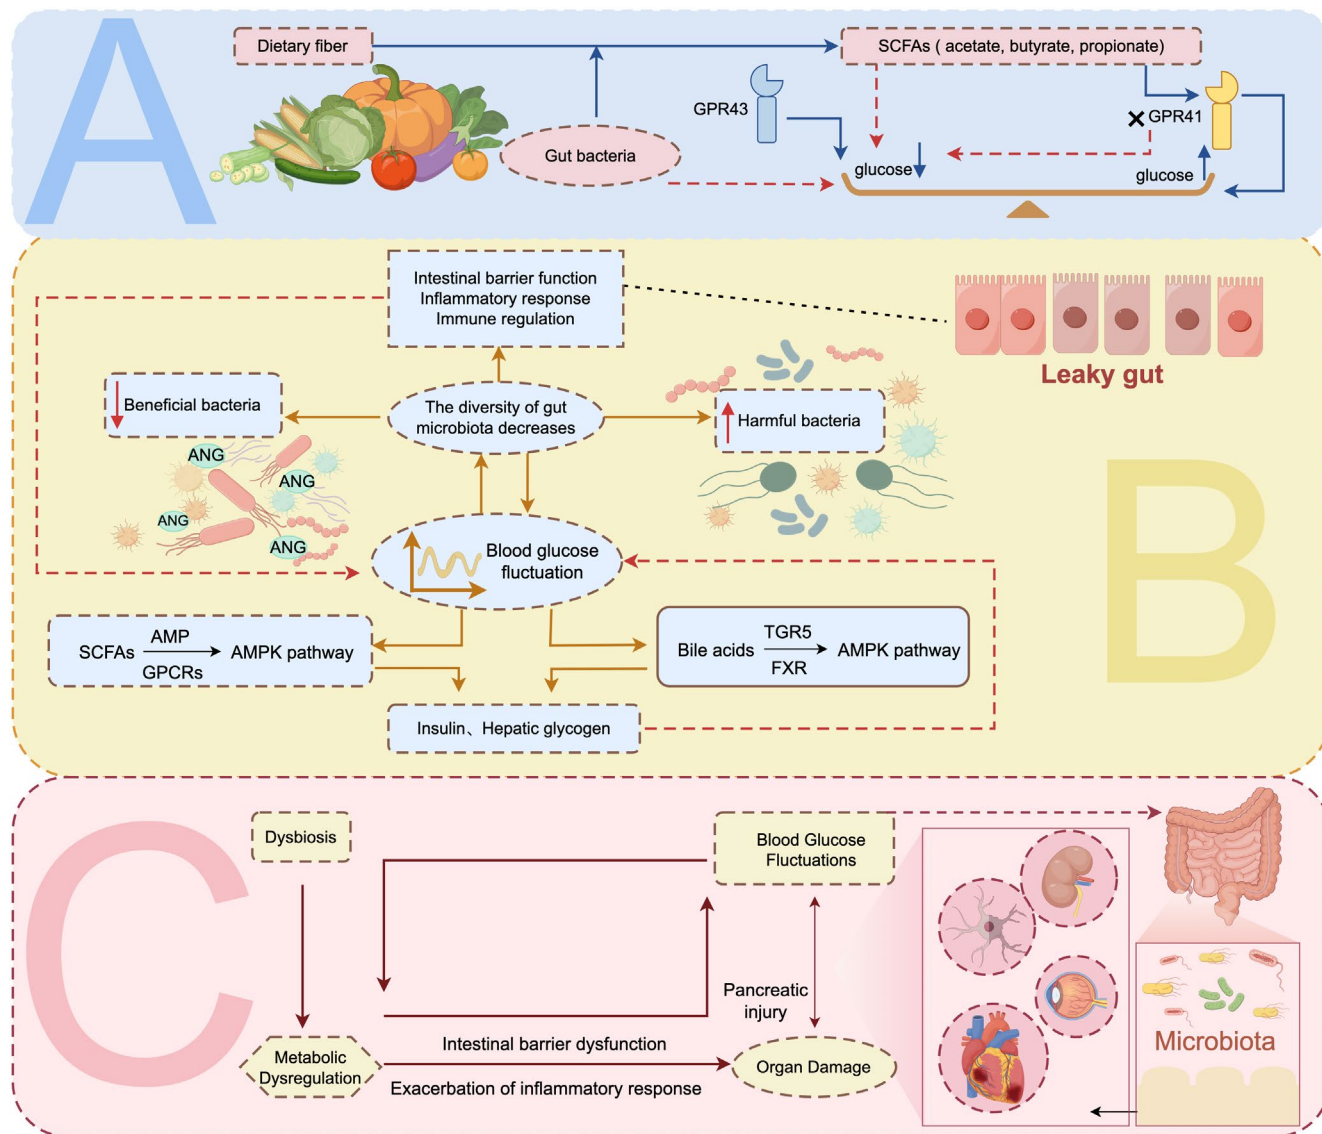 A
Dietary fiber
SCFAs ( acetate, butyrate, propionate)
GPR43
GPR41
Gut bacteria
glucose
glucose
B
Intestinal barrier function
Inflammatory response
Immune regulation
Leaky gut
Beneficial bacteria
The diversity of gut
microbiota decreases
Harmful bacteria
ANG
ANG
ANG
ANG
Blood glucose
fluctuation
SCFAs
AMP
GPCRs
AMPK pathway
Bile acids
TGR5
FXR
AMPK pathway
Insulin、Hepatic glycogen
C
Dysbiosis
Blood Glucose
Fluctuations
Pancreatic
injury
Metabolic
Dysregulation
Intestinal barrier dysfunction
Exacerbation of inflammatory response
Organ Damage
Microbiota